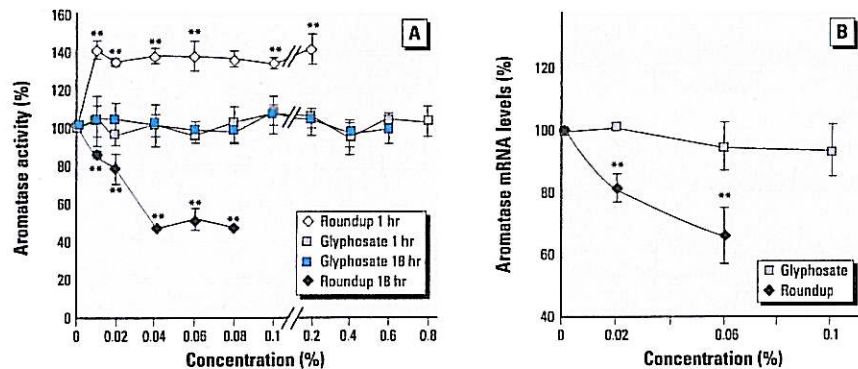 A
Aromatase activity (%)
160
140
120
100
80
60
40
20
0
** ** ** ** ** **
** ** ** ** **
Roundup 1 hr
Glyphosate 1 hr
Glyphosate 18 hr
Roundup 18 hr
0 0.01 0.02 0.04 0.06 0.08 0.1 0.2 0.4 0.6 0.8
Concentration (%)
B
Aromatase mRNA levels (%)
120
100
80
60
40
**
**
Glyphosate
Roundup
0 0.02 0.06 0.1
Concentration (%)